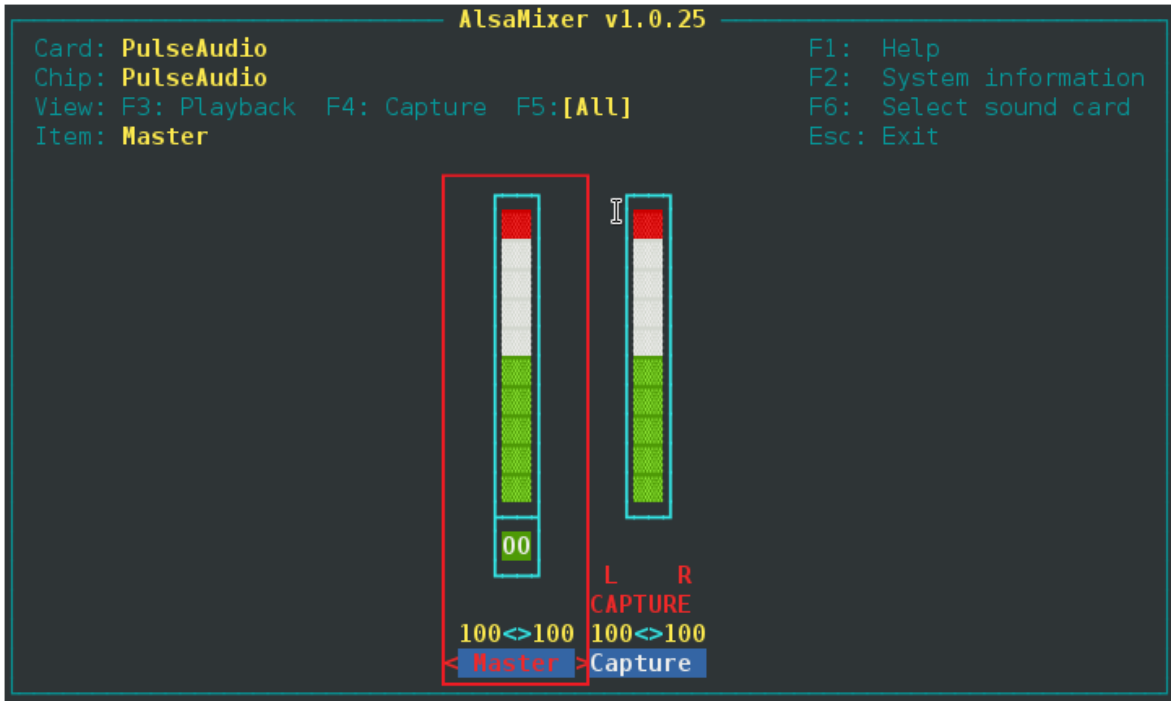 AlsaMixer v1.0.25
Card: PulseAudio F1: Help
Chip: PulseAudio F2: System information
View: F3: Playback F4: Capture F5:[All] F6: Select sound card
Item: Master Esc: Exit
OO
L R
CAPTURE
100<>100 100<>100
< Master >Capture